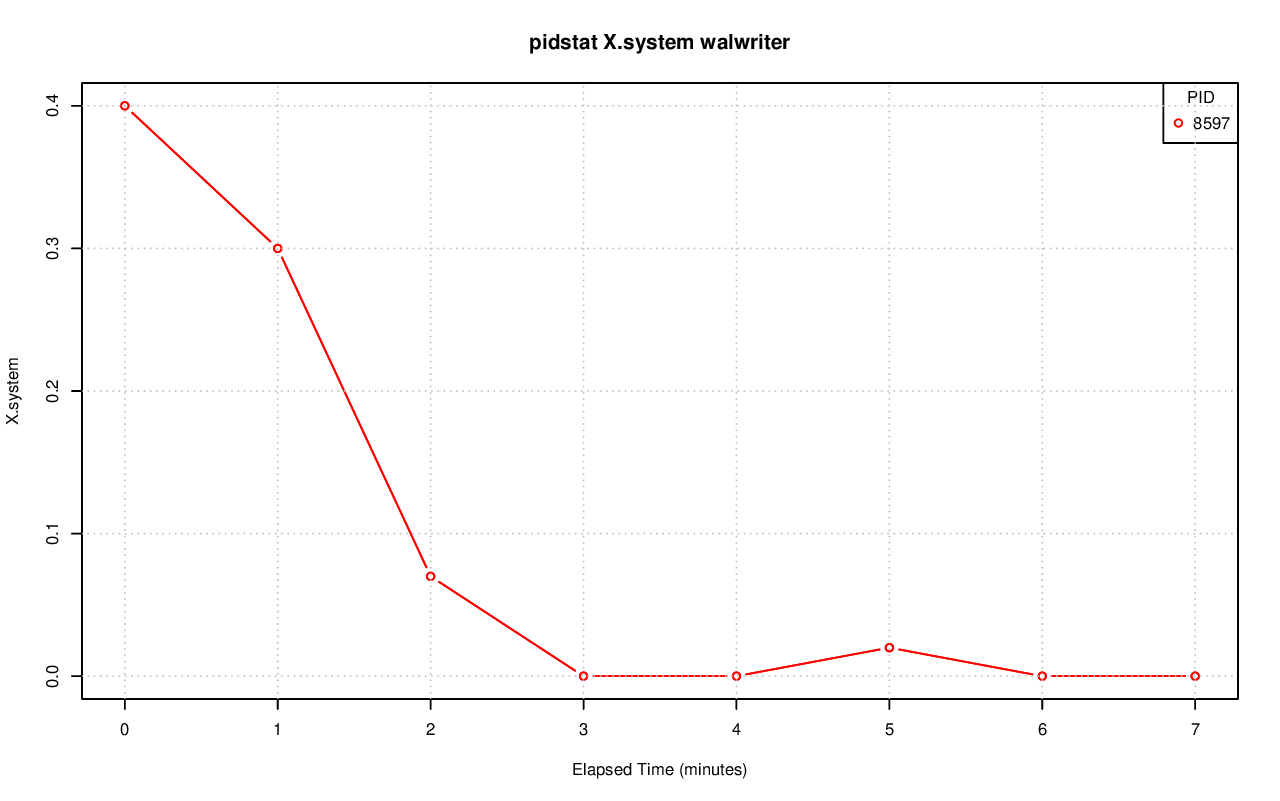 pidstat X.system walwriter
PID
8597
X.system
0.4
0.3
0.2
0.1
0.0
0 1 2 3 4 5 6 7
Elapsed Time (minutes)